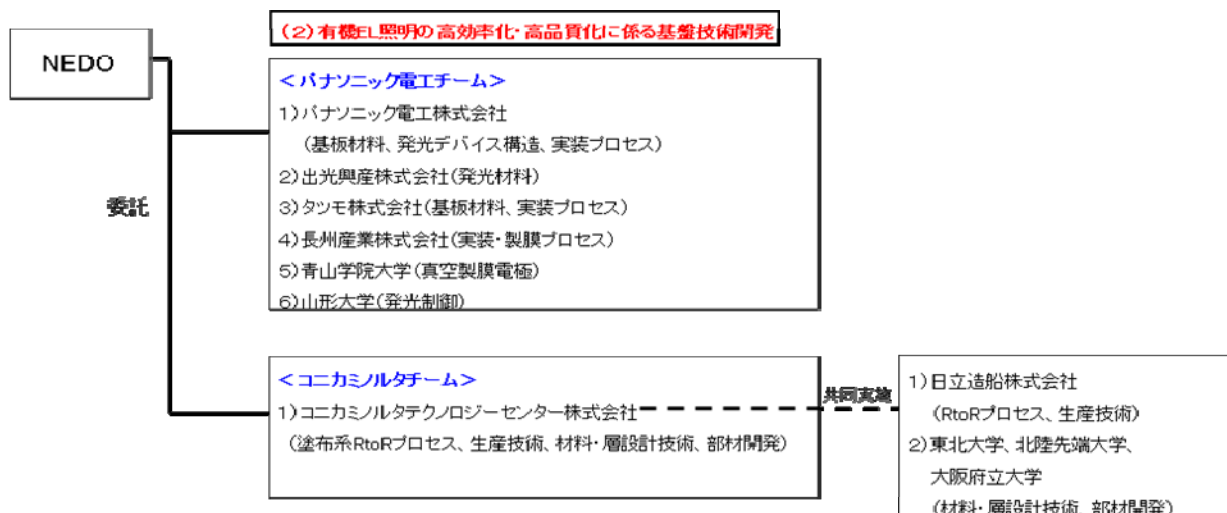 (2)有機EL照明の高効率化・高品質化に係る基盤技術開発
NEDO
委託
<パナソニック電工チーム>
1)パナソニック電工株式会社
(基板材料、発光デバイス構造、実装プロセス)
2)出光興産株式会社(発光材料)
3)タツモ株式会社(基板材料、実装プロセス)
4)長州産業株式会社(実装・製膜プロセス)
5)青山学院大学(真空製膜電極)
6)山形大学(発光制御)
<コニカミノルタチーム>
1)コニカミノルタテクノロジーセンター株式会社
(塗布系RtoRプロセス、生産技術、材料・層設計技術、部材開発)
共同実施
1)日立造船株式会社
(RtoRプロセス、生産技術)
2)東北大学、北陸先端大学、
大阪府立大学
(材料・層設計技術、部材開発)